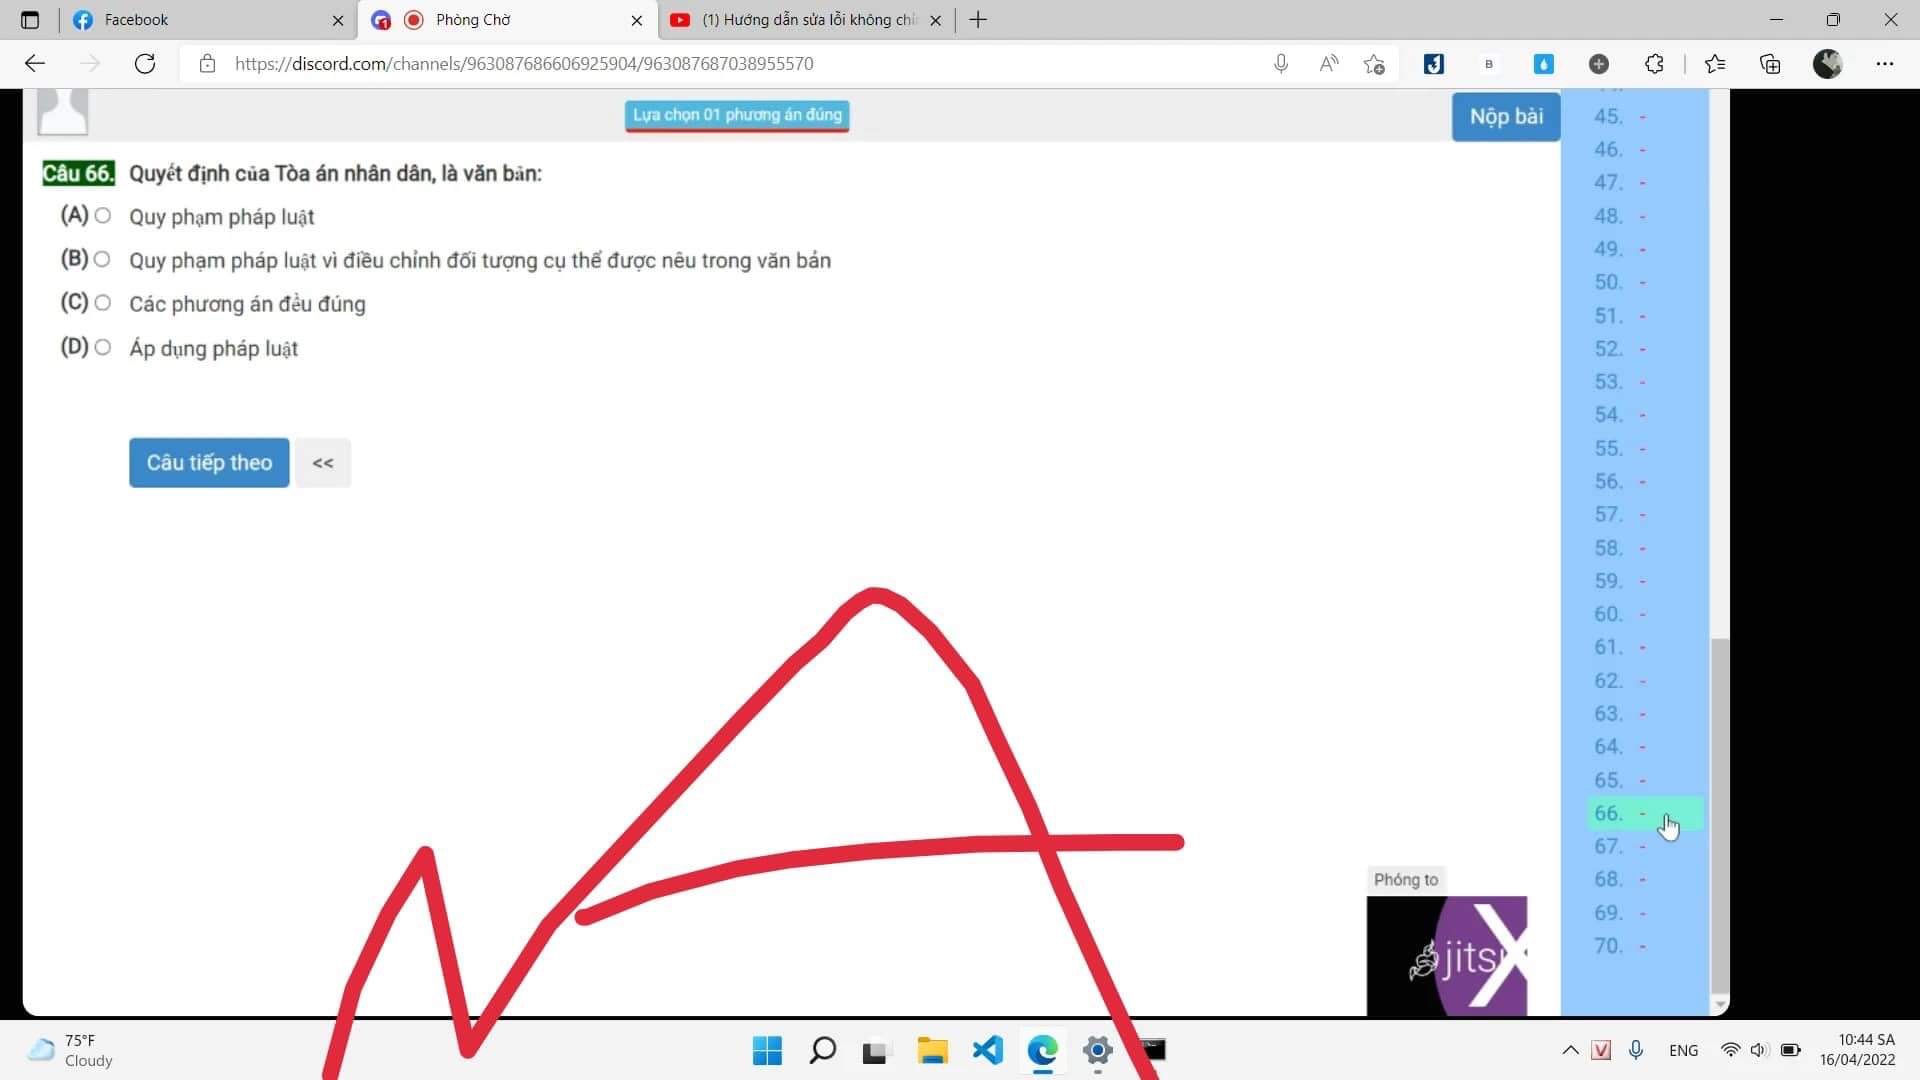 Facebook
1
Phòng Chờ
(1) Hướng dẫn sửa lỗi không chỉ
https://discord.com/channels/963087686606925904/963087687038955570
B
Lựa chọn 01 phương án đúng
Nộp bài
Câu 66. Quyết định của Tòa án nhân dân, là văn bản:
(A) Quy phạm pháp luật
(B) Quy phạm pháp luật vì điều chỉnh đối tượng cụ thể được nêu trong văn bản
(C) Các phương án đều đúng
(D) Áp dụng pháp luật
Câu tiếp theo <<
45. -
46. -
47. -
48. -
49. -
50. -
51. -
52. -
53. -
54. -
55. -
56. -
57. -
58. -
59. -
60. -
61. -
62. -
63. -
64. -
65. -
66. -
67. -
68. -
69. -
70. -
Phóng to
jitsi
75°F
Cloudy
V
ENG
10:44 SA
16/04/2022